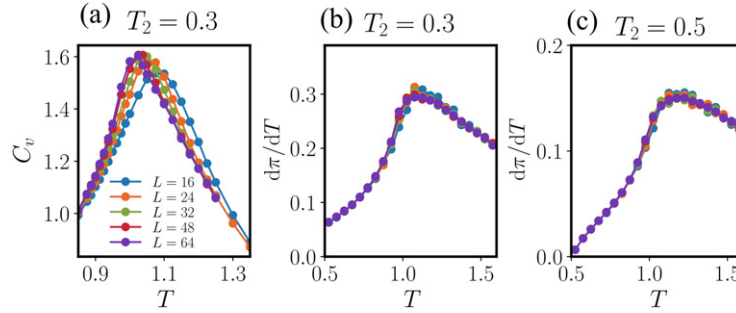 (a) T₂ = 0.3
1.6
1.4
1.2
1.0
Cᵥ
L = 16
L = 24
L = 32
L = 48
L = 64
0.9 1.1 1.3
T
(b) T₂ = 0.3
0.3
0.2
0.1
0.0
dπ/dT
0.5 1.0 1.5
T
(c) T₂ = 0.5
0.2
0.1
0.0
dπ/dT
0.5 1.0 1.5
T